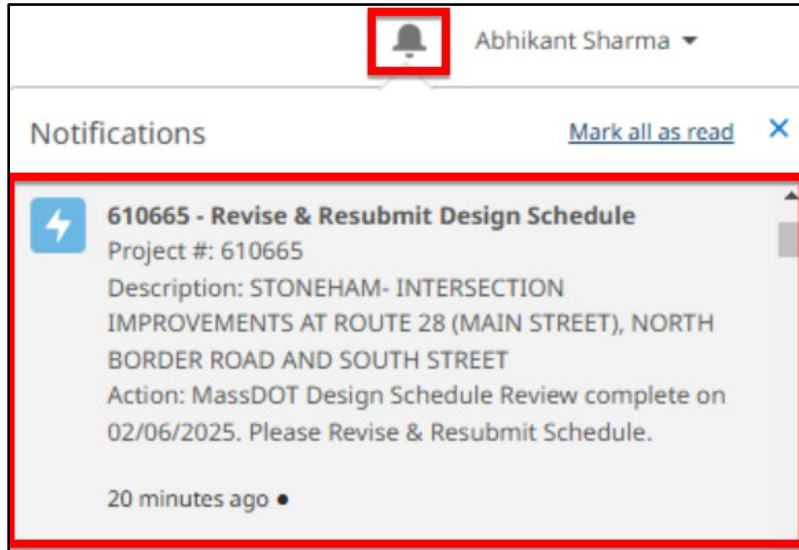 Abhikant Sharma
Notifications
Mark all as read
610665 - Revise & Resubmit Design Schedule
Project #: 610665
Description: STONEHAM- INTERSECTION
IMPROVEMENTS AT ROUTE 28 (MAIN STREET), NORTH
BORDER ROAD AND SOUTH STREET
Action: MassDOT Design Schedule Review complete on
02/06/2025. Please Revise & Resubmit Schedule.
20 minutes ago